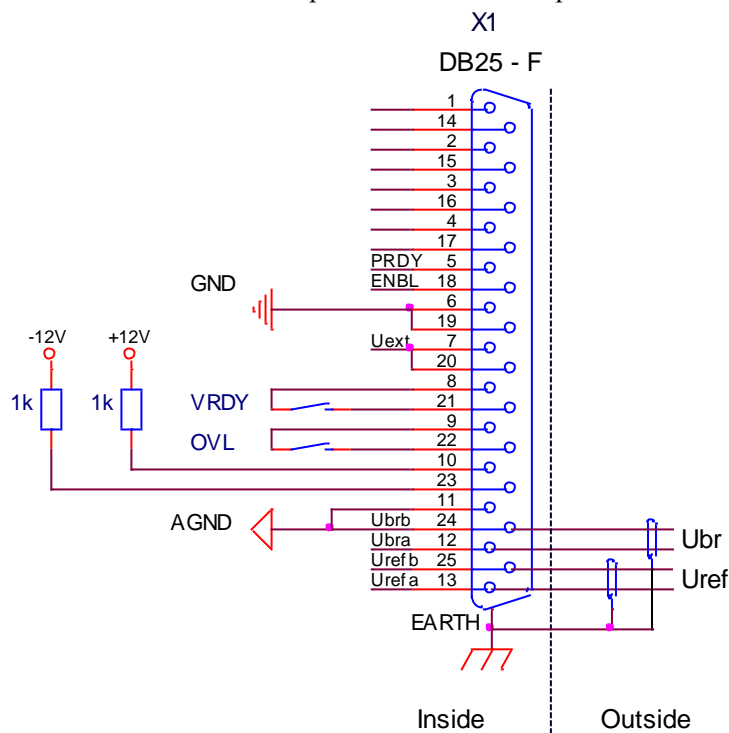 X1
DB25 - F
1
14
2
15
3
16
4
17
PRDY 5
ENBL 18
GND
6
19
-12V +12V
Uext 7
20
8
1k 1k VRDY 21
9
OVL 22
10
23
11
AGND Ubrb 24
Ubra 12 Ubr
Urefb 25
Urefa 13 Uref
EARTH
Inside Outside